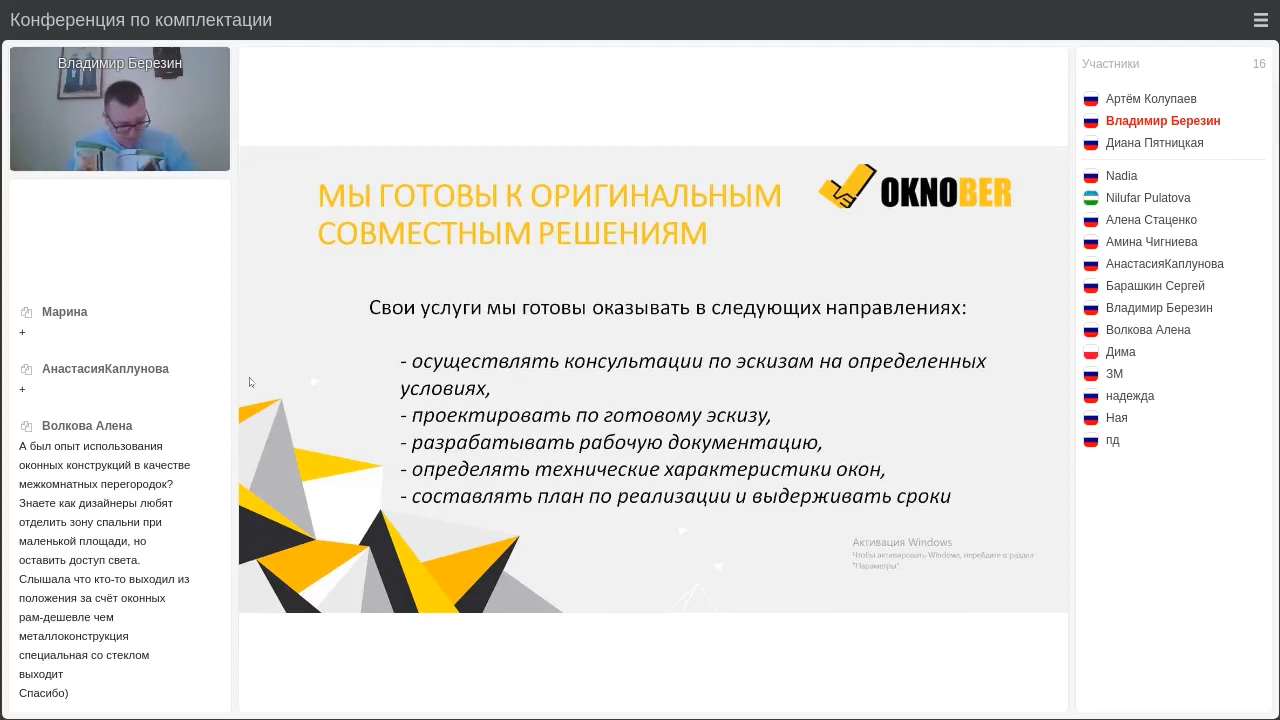 Конференция по комплектации
Владимир Березин
Марина
+
АнастасияКаплунова
+
Волкова Алена
А был опыт использования
оконных конструкций в качестве
межкомнатных перегородок?
Знаете как дизайнеры любят
отделить зону спальни при
маленькой площади, но
оставить доступ света.
Слышала что кто-то выходил из
положения за счёт оконных
рам-дешевле чем
металлоконструкция
специальная со стеклом
выходит
Спасибо)
МЫ ГОТОВЫ К ОРИГИНАЛЬНЫМ
СОВМЕСТНЫМ РЕШЕНИЯМ
OKNOBER
Свои услуги мы готовы оказывать в следующих направлениях:
- осуществлять консультации по эскизам на определенных
условиях,
- проектировать по готовому эскизу,
- разрабатывать рабочую документацию,
- определять технические характеристики окон,
- составлять план по реализации и выдерживать сроки
Активация Windows
Чтобы активировать Windows, перейдите в раздел
"Параметры".
Участники 16
Артём Колупаев
Владимир Березин
Диана Пятницкая
Nadia
Nilufar Pulatova
Алена Стаценко
Амина Чигниева
АнастасияКаплунова
Барашкин Сергей
Владимир Березин
Волкова Алена
Дима
ЗМ
надежда
Ная
пд